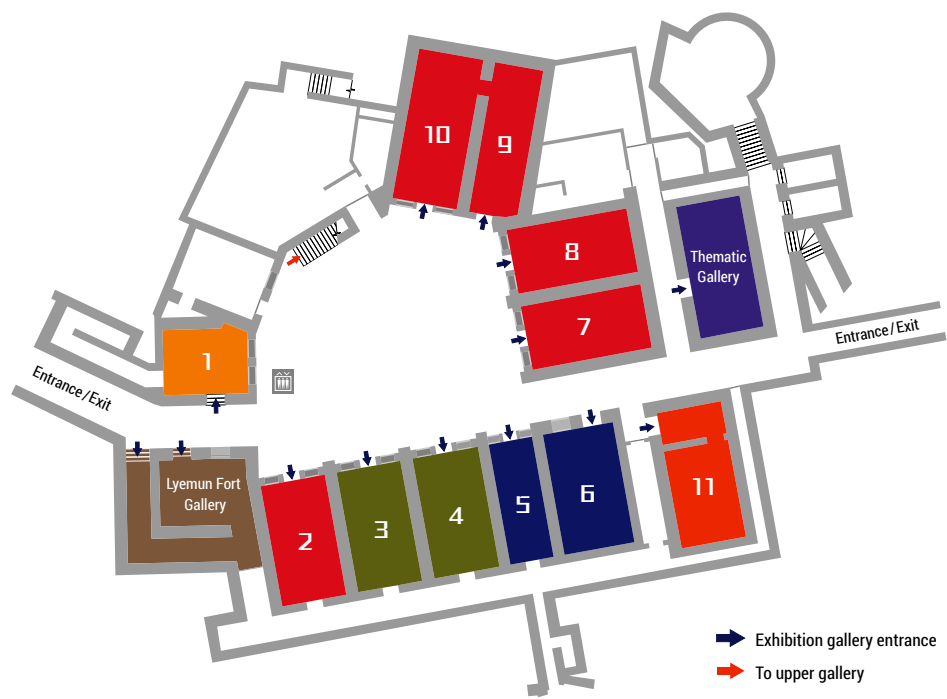 10
9
8
Thematic
Gallery
7
Entrance/Exit
1
Entrance/Exit
Lyemun Fort
Gallery
2
3
4
5
6
11
Exhibition gallery entrance
To upper gallery